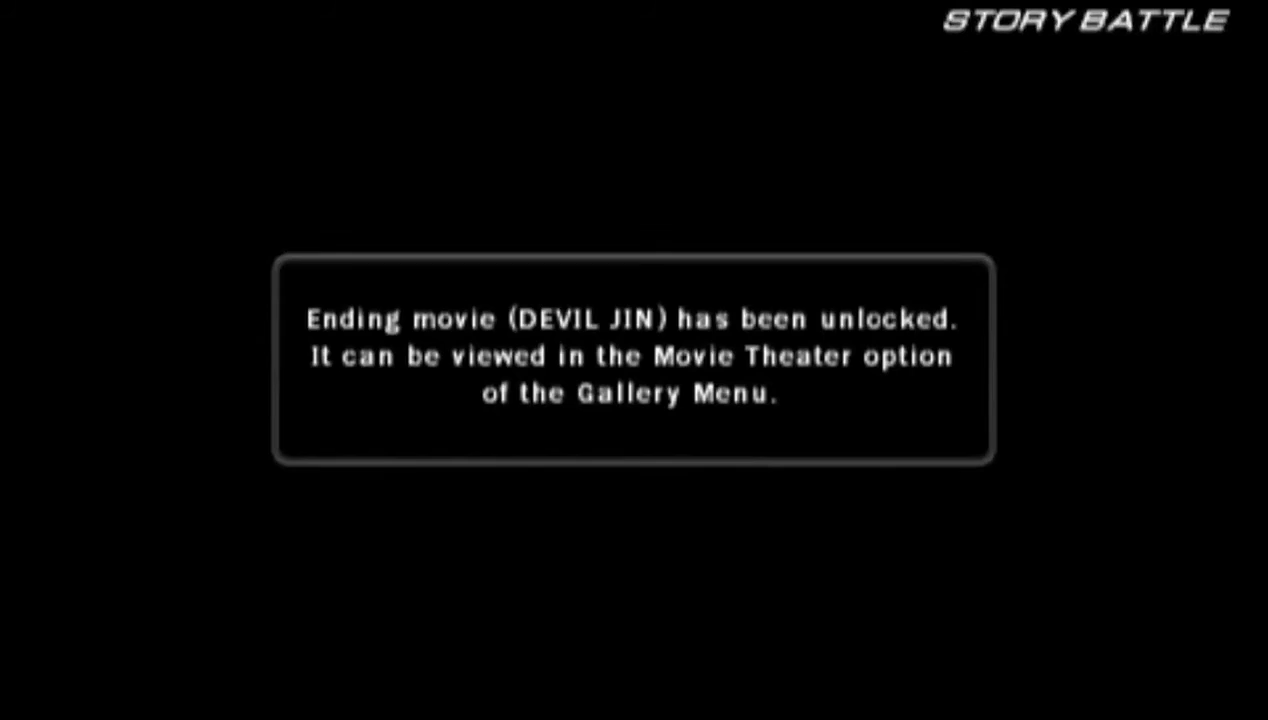 STORY BATTLE
Ending movie (DEVIL JIN) has been unlocked.
It can be viewed in the Movie Theater option
of the Gallery Menu.